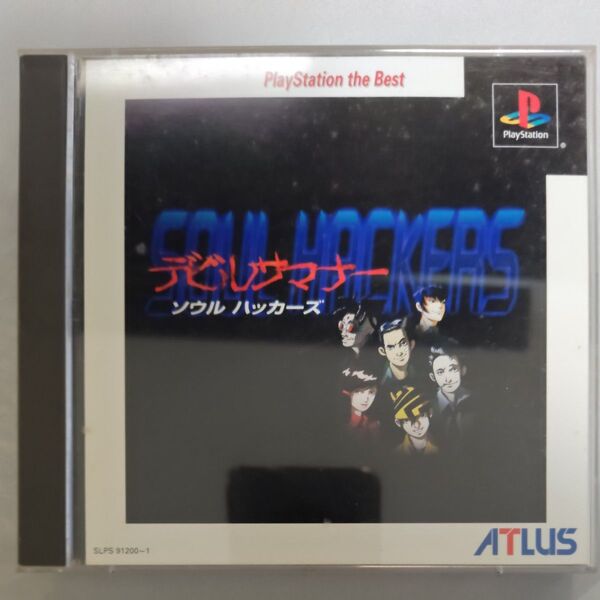 PlayStation the Best
PlayStation
SOUL HACKERS
デビルサマナー
ソウル ハッカーズ
SLPS 91200~1
ATLUS